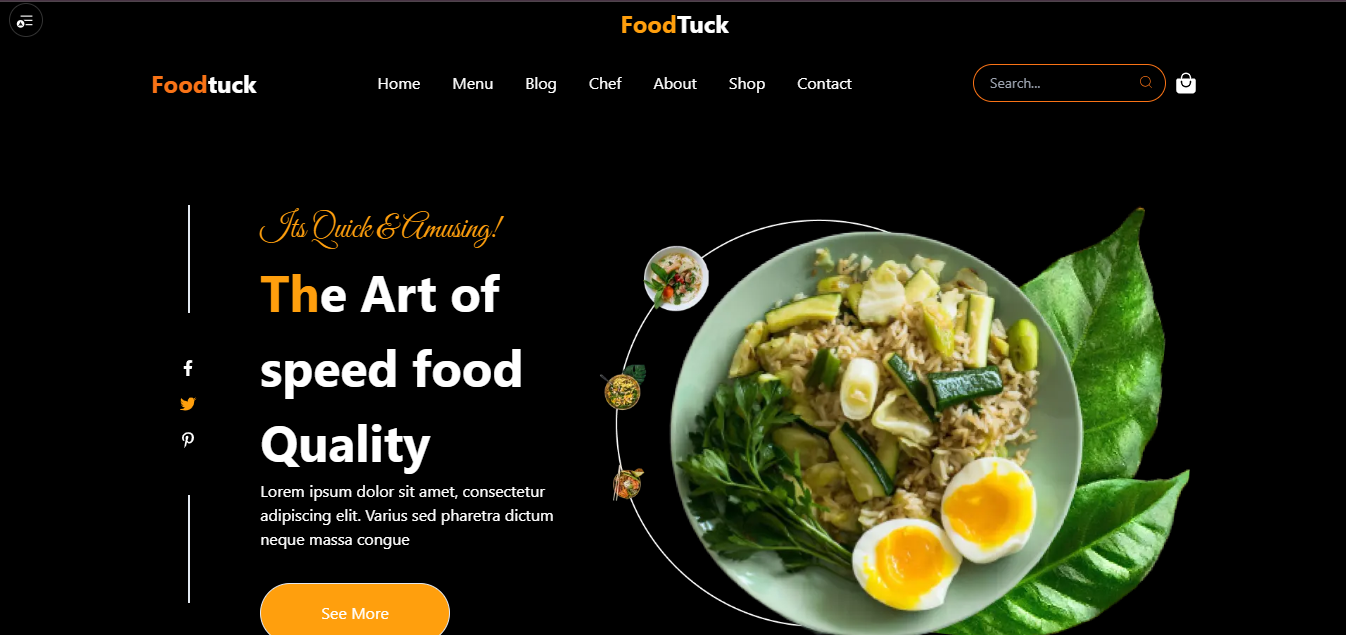 FoodTuck
Foodtuck
Home Menu Blog Chef About Shop Contact
Search...
Its Quick & Amusing!
The Art of
speed food
Quality
Lorem ipsum dolor sit amet, consectetur
adipiscing elit. Varius sed pharetra dictum
neque massa congue
See More